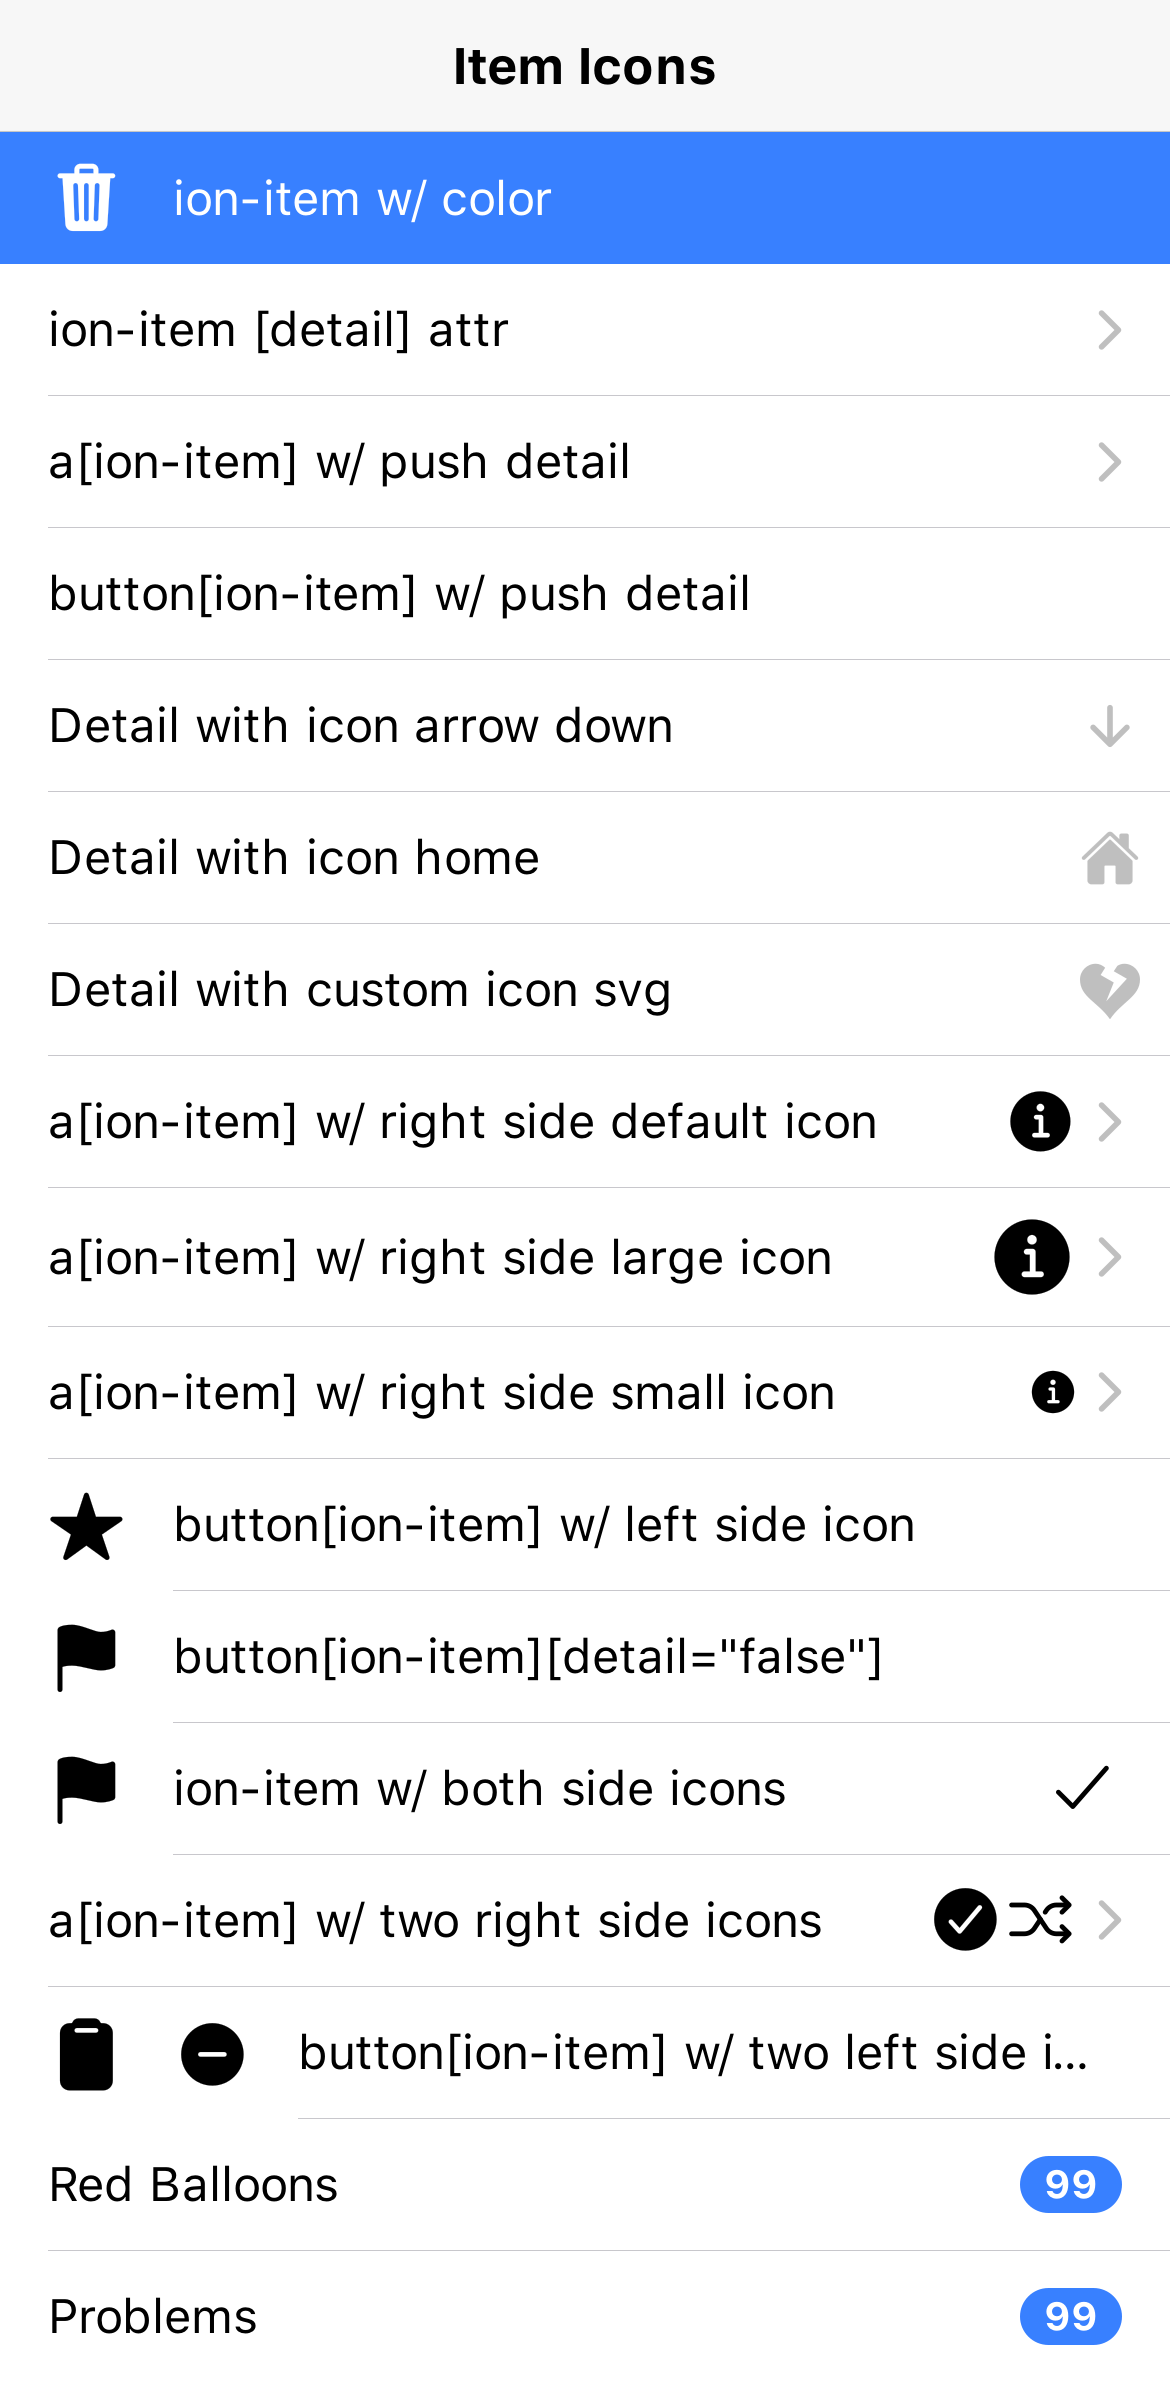 Item Icons
ion-item w/ color
ion-item [detail] attr
a[ion-item] w/ push detail
button[ion-item] w/ push detail
Detail with icon arrow down
Detail with icon home
Detail with custom icon svg
a[ion-item] w/ right side default icon
a[ion-item] w/ right side large icon
a[ion-item] w/ right side small icon
button[ion-item] w/ left side icon
button[ion-item][detail="false"]
ion-item w/ both side icons
a[ion-item] w/ two right side icons
button[ion-item] w/ two left side i...
Red Balloons 99
Problems 99